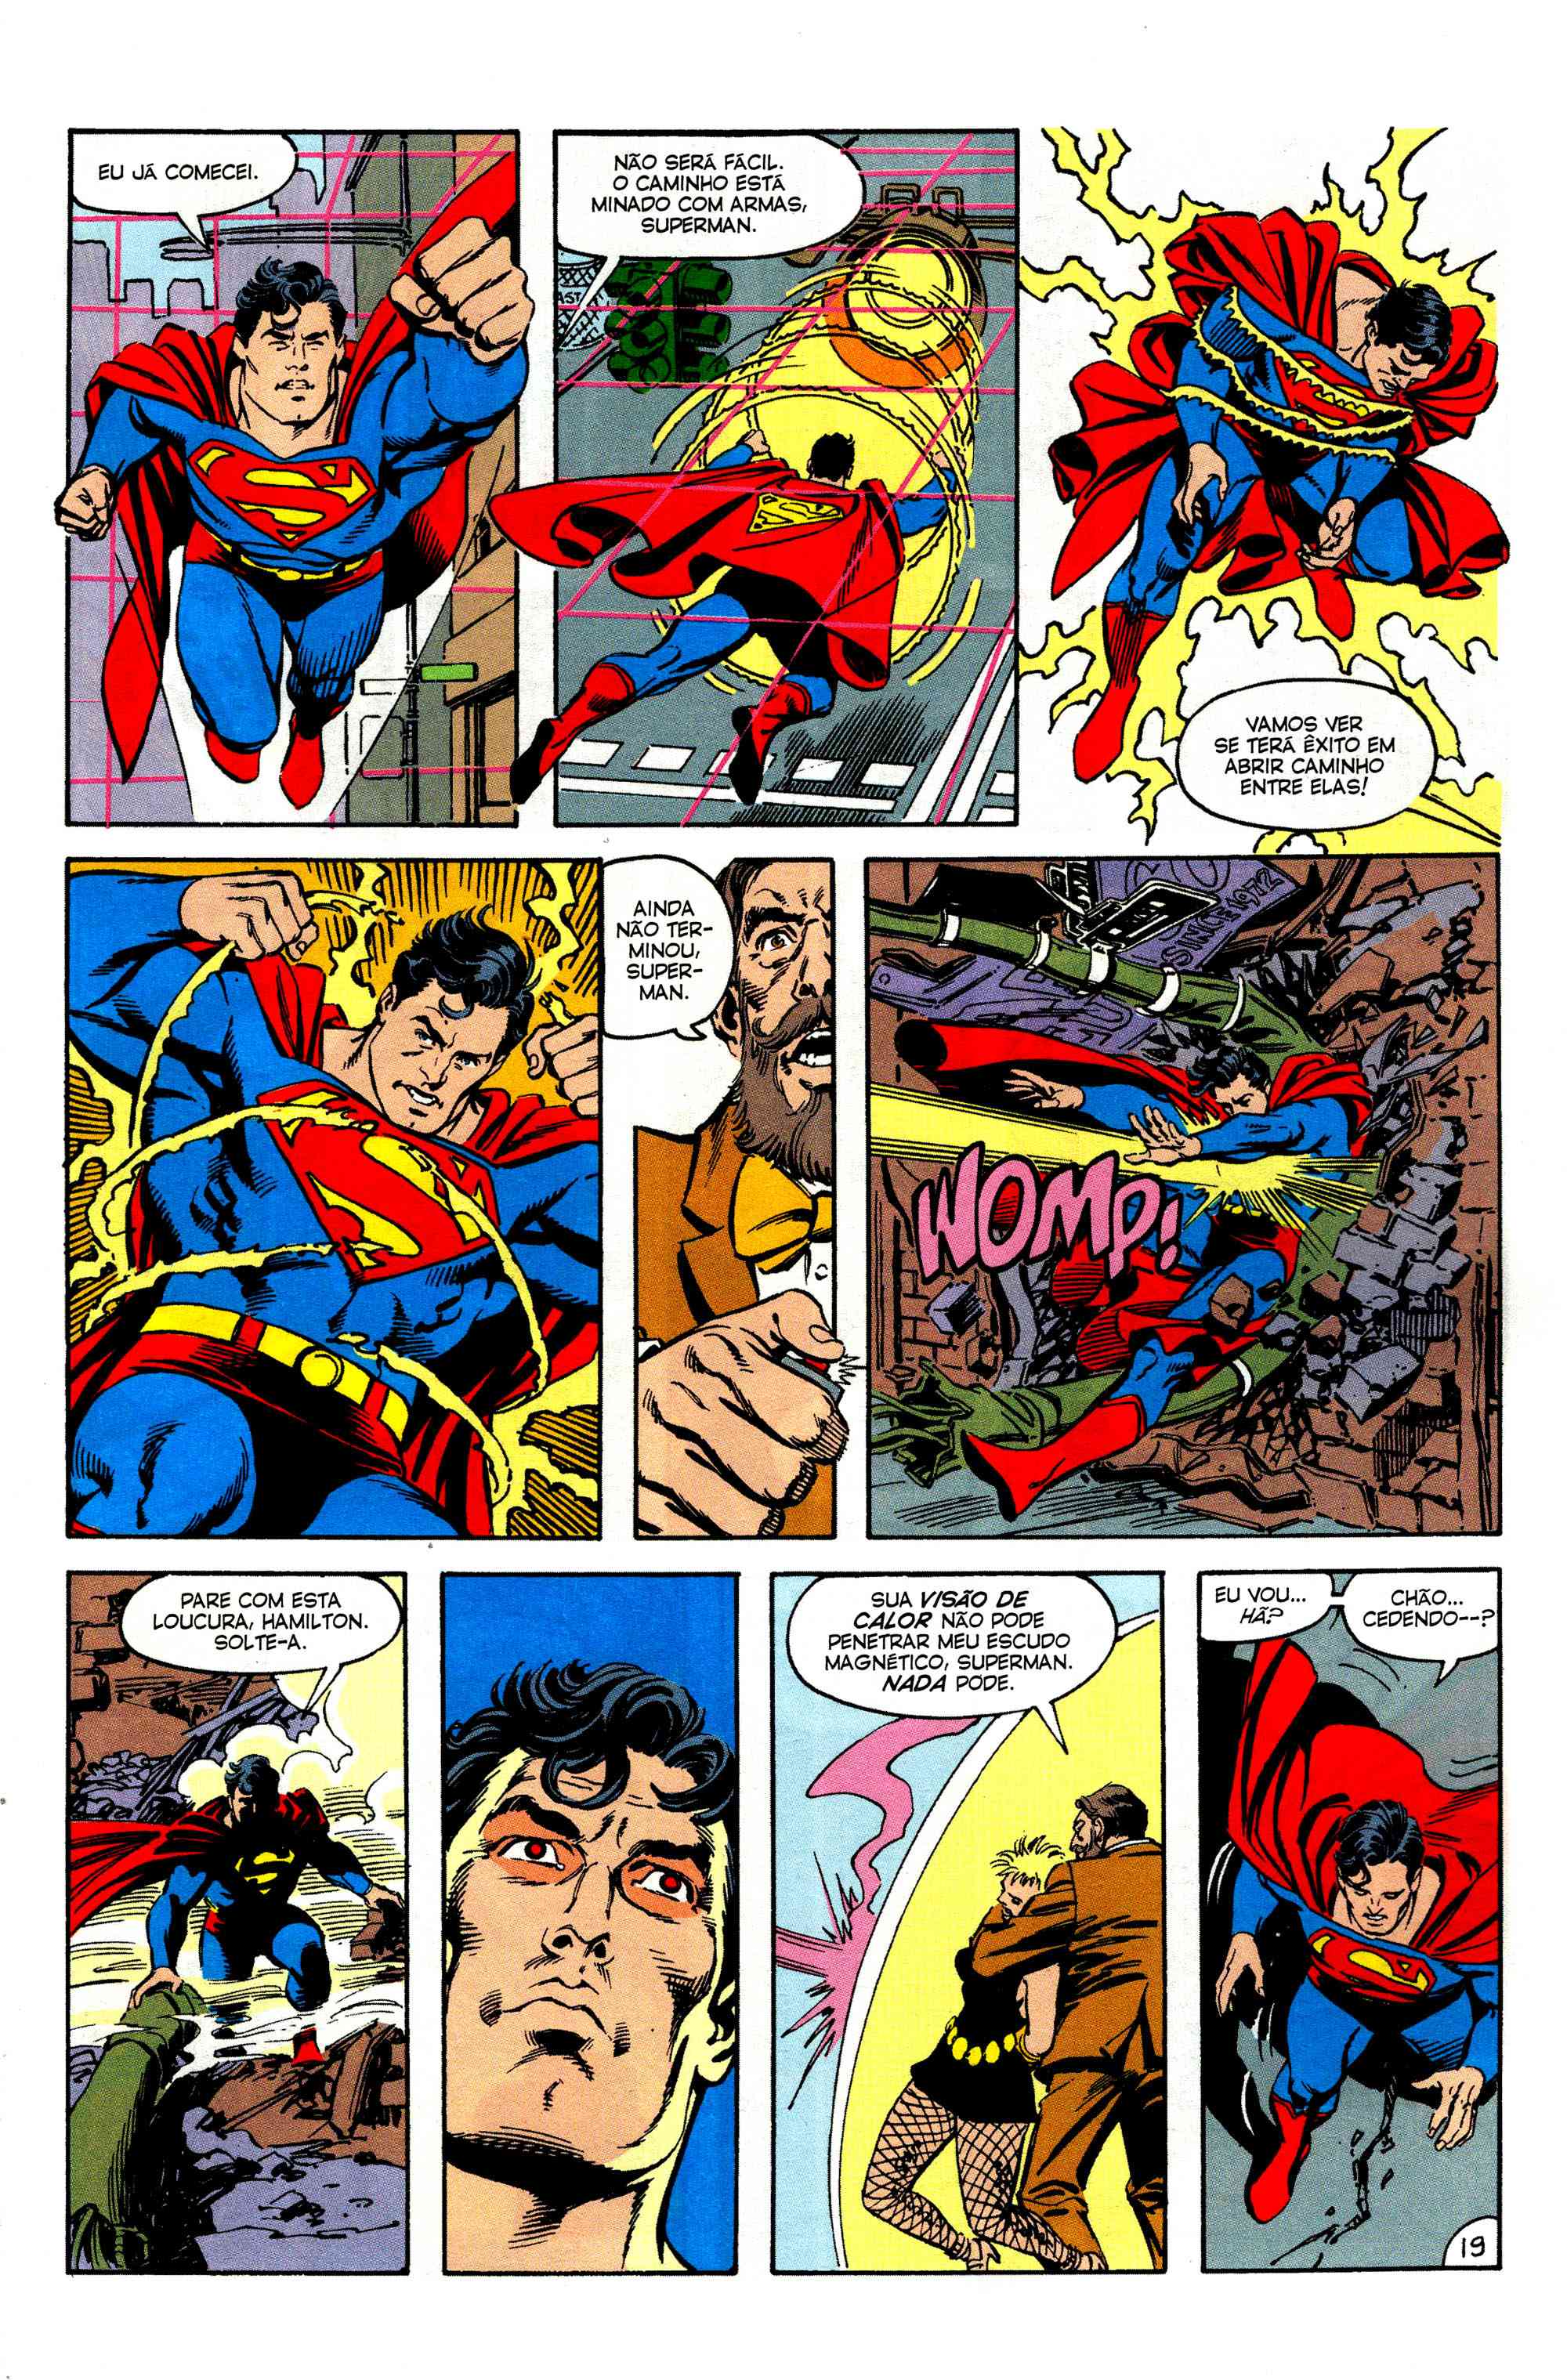 EU JÁ COMECEI.
NÃO SERÁ FÁCIL.
O CAMINHO ESTÁ
MINADO COM ARMAS,
SUPERMAN.
VAMOS VER
SE TERÁ ÊXITO EM
ABRIR CAMINHO
ENTRE ELAS!
AINDA
NÃO TER-
MINOU,
SUPER-
MAN.
SINCE 1972
WOMP!
PARE COM ESTA
LOUCURA, HAMILTON.
SOLTE-A.
SUA VISÃO DE
CALOR NÃO PODE
PENETRAR MEU ESCUDO
MAGNÉTICO, SUPERMAN.
NADA PODE.
EU VOU...
HÃ?
CHÃO...
CEDENDO--?
19